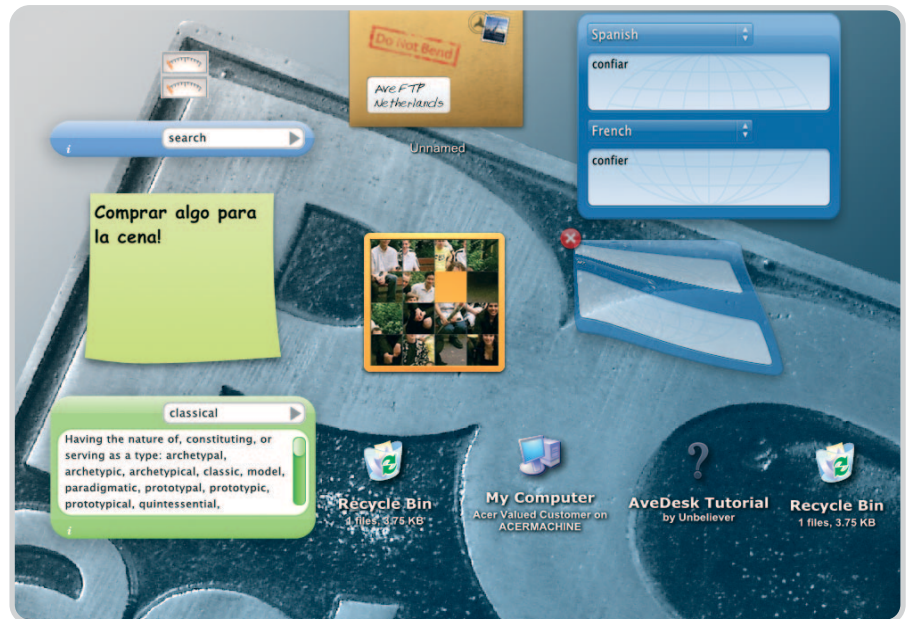 Do Not Bend
AveFTP
Netherlands
Unnamed
Spanish
confiar
French
confier
search
i
Comprar algo para
la cena!
classical
Having the nature of, constituting, or
serving as a type: archetypal,
archetypic, archetypical, classic, model,
paradigmatic, prototypal, prototypic,
prototypical, quintessential,
i
Recycle Bin
1 files, 3.75 KB
My Computer
Acer Valued Customer on
ACERMACHINE
AveDesk Tutorial
by Unbeliever
Recycle Bin
1 files, 3.75 KB